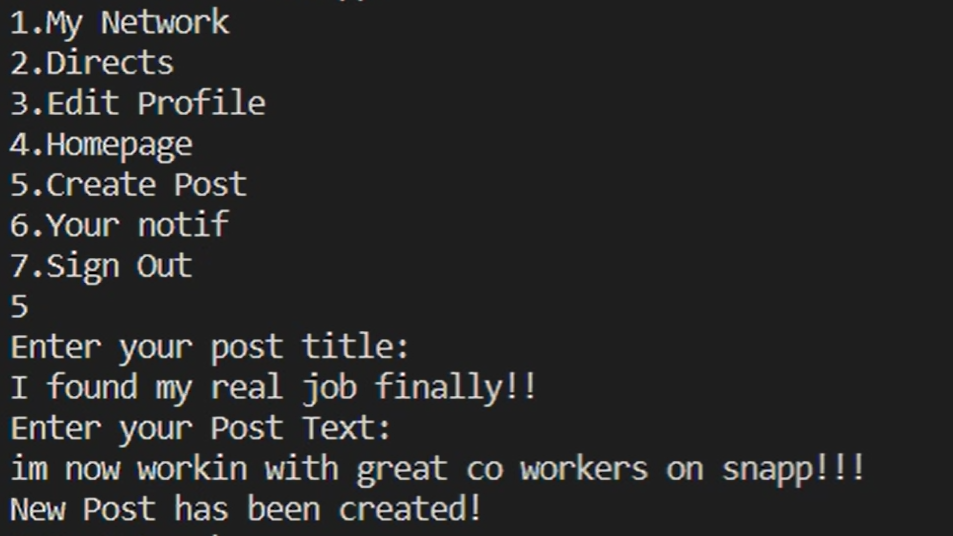 1.My Network
2.Directs
3.Edit Profile
4.Homepage
5.Create Post
6.Your notif
7.Sign Out
5
Enter your post title:
I found my real job finally!!
Enter your Post Text:
im now workin with great co workers on snapp!!!
New Post has been created!